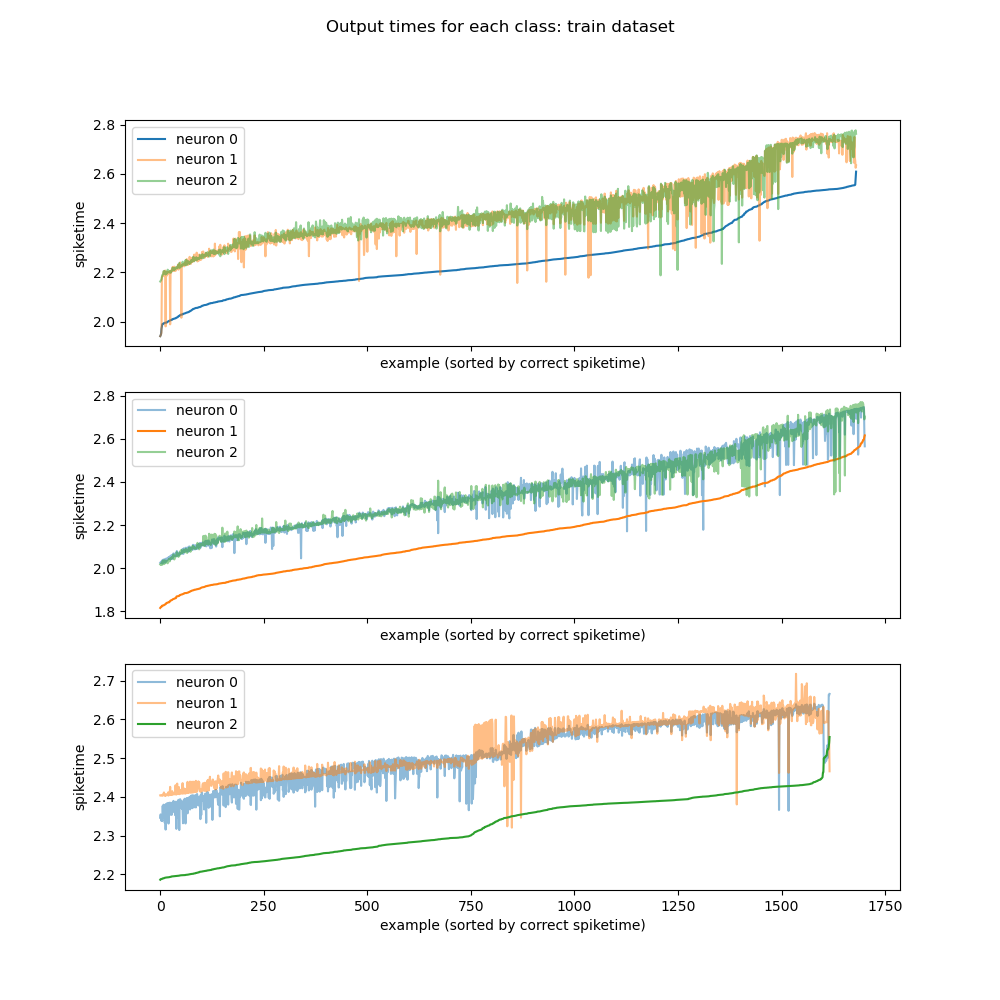 Output times for each class: train dataset
2.8
2.6
2.4
2.2
2.0
spiketime
neuron 0
neuron 1
neuron 2
example (sorted by correct spiketime)
2.8
2.6
2.4
2.2
2.0
1.8
spiketime
neuron 0
neuron 1
neuron 2
example (sorted by correct spiketime)
2.7
2.6
2.5
2.4
2.3
2.2
spiketime
neuron 0
neuron 1
neuron 2
0 250 500 750 1000 1250 1500 1750
example (sorted by correct spiketime)